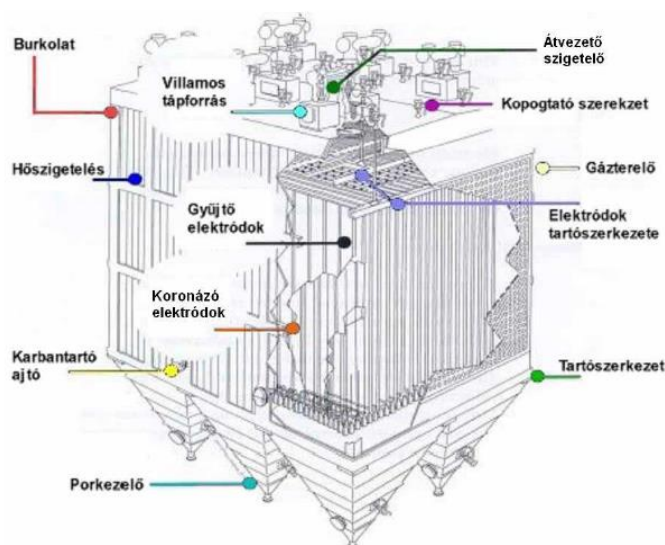 Burkolat
Átvezető
szigetelő
Villamos
tápforrás
Kopogtató szerekzet
Hőszigetelés
Gázterelő
Gyűjtő
elektródok
Elektródok
tartószerkezete
Koronázó
elektródok
Karbantartó
ajtó
Tartószerkezet
Porkezelő